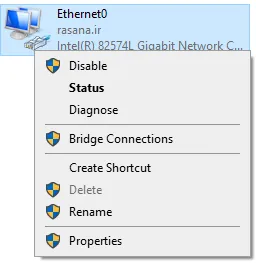 Ethernet0
rasana.ir
Intel(R) 82574L Gigabit Network C...
Disable
Status
Diagnose
Bridge Connections
Create Shortcut
Delete
Rename
Properties